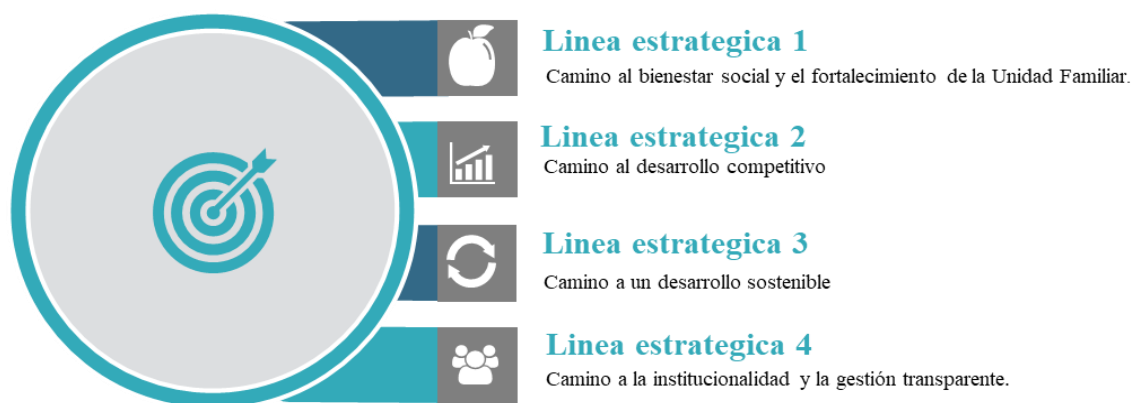 Linea estrategica 1
Camino al bienestar social y el fortalecimiento de la Unidad Familiar.
Linea estrategica 2
Camino al desarrollo competitivo
Linea estrategica 3
Camino a un desarrollo sostenible
Linea estrategica 4
Camino a la institucionalidad y la gestión transparente.